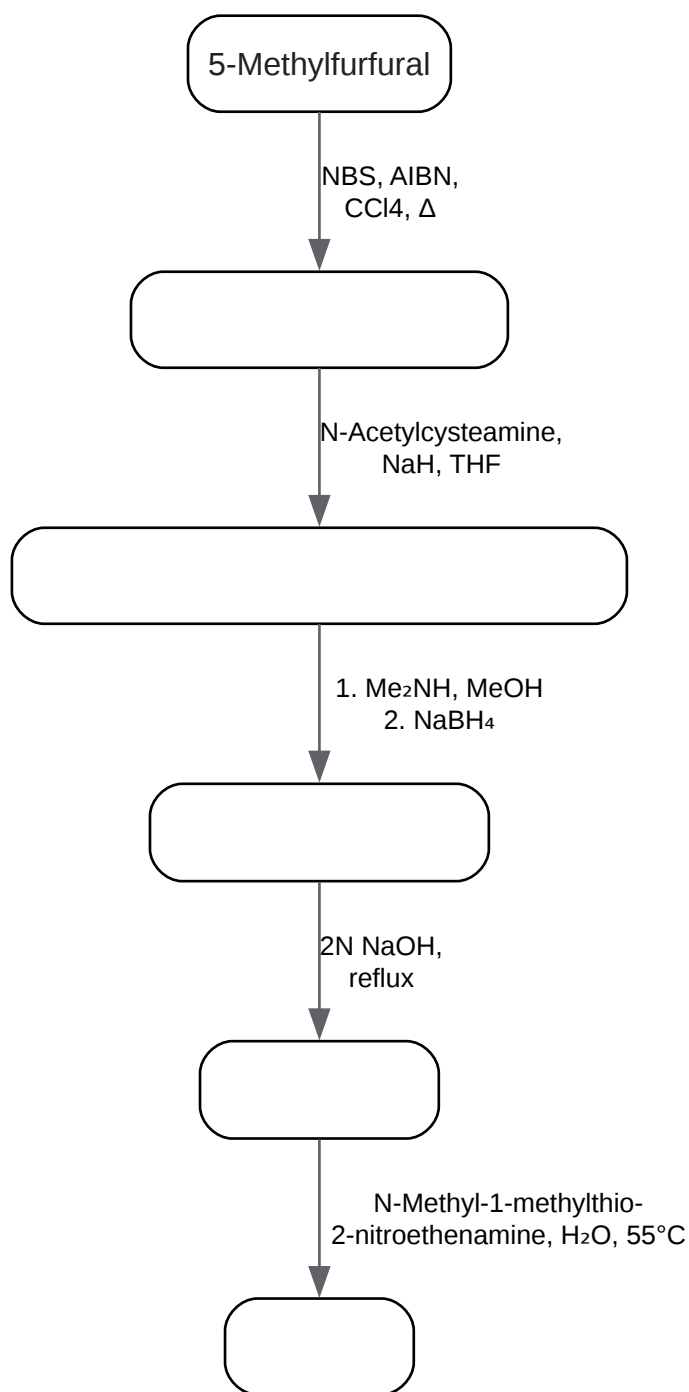 5-Methylfurfural
NBS, AIBN,
CCl4, Δ
N-Acetylcysteamine,
NaH, THF
1. Me₂NH, MeOH
2. NaBH₄
2N NaOH,
reflux
N-Methyl-1-methylthio-
2-nitroethenamine, H₂O, 55°C